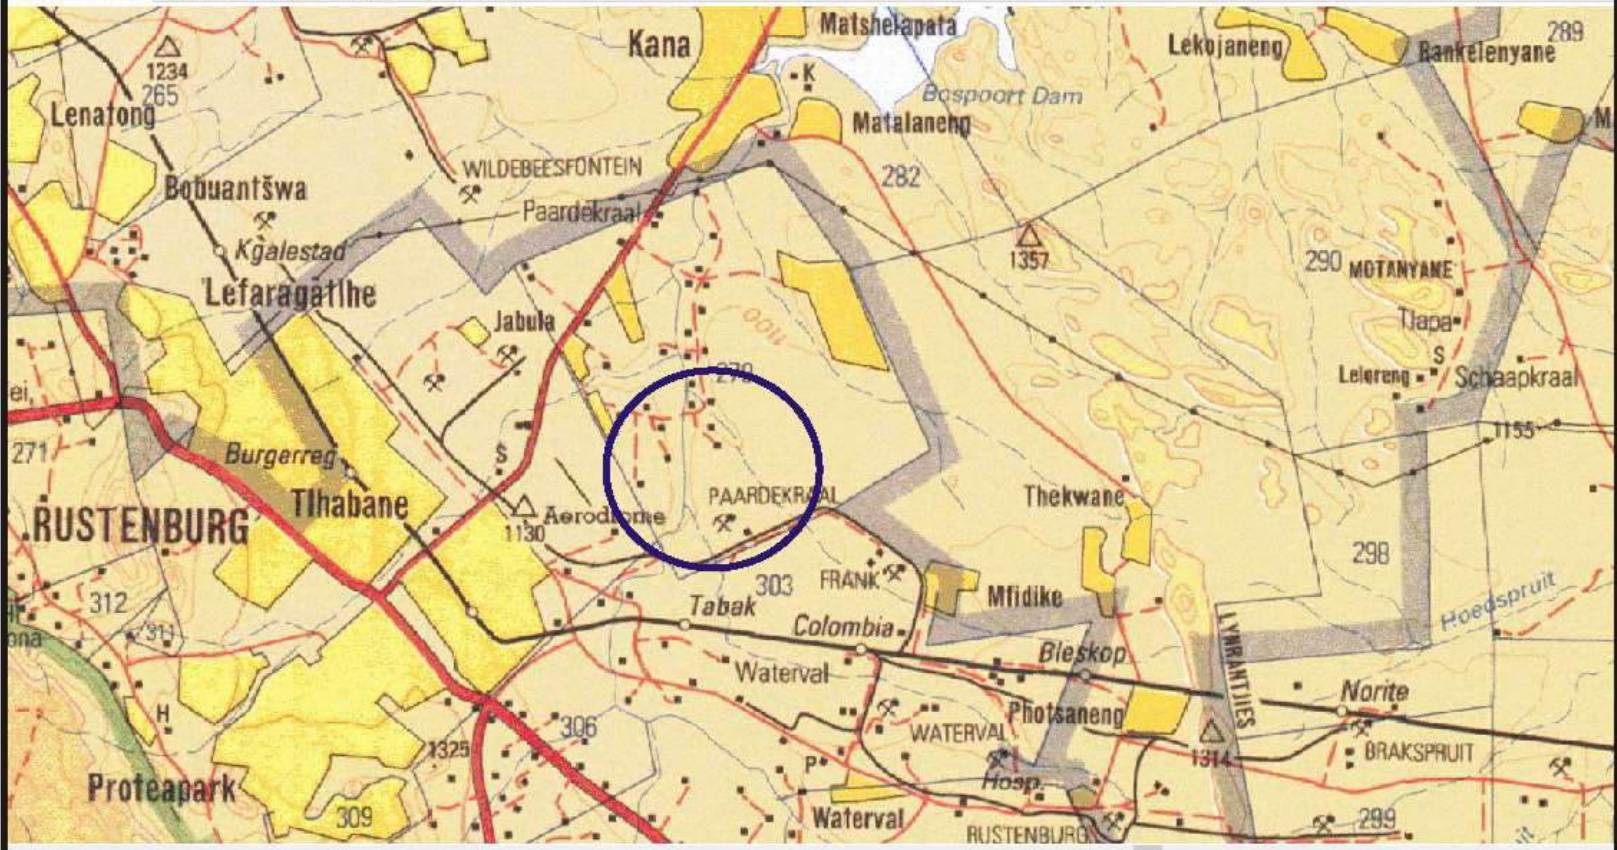 Matshelapata
Kana
Lekojaneng
Rankelenyane
289
1234
265
K
Bospoort Dam
Lenatong
Matalaneng
WILDEBEESFONTEIN
282
Bobuantšwa
Paardekraal
Kgalestad
1357
290
MOTANYANE
Lefaragatlhe
Jabula
1100
Tlapa
S
270
Leloreng
Schaapkraal
271
Burgerreg
S
1155
Tlhabane
PAARDEKRAAL
Thekwane
RUSTENBURG
1130
Aerodrome
298
312
303
FRANK
Mfidike
Hoedspruit
311
Tabak
Colombia
LYNRANTJIES
Bleskop
Waterval
Norite
H
306
Photsaneng
1325
WATERVAL
1314
BRAKSPRUIT
P
Proteapark
Hosp.
309
Waterval
RUSTENBURG
299